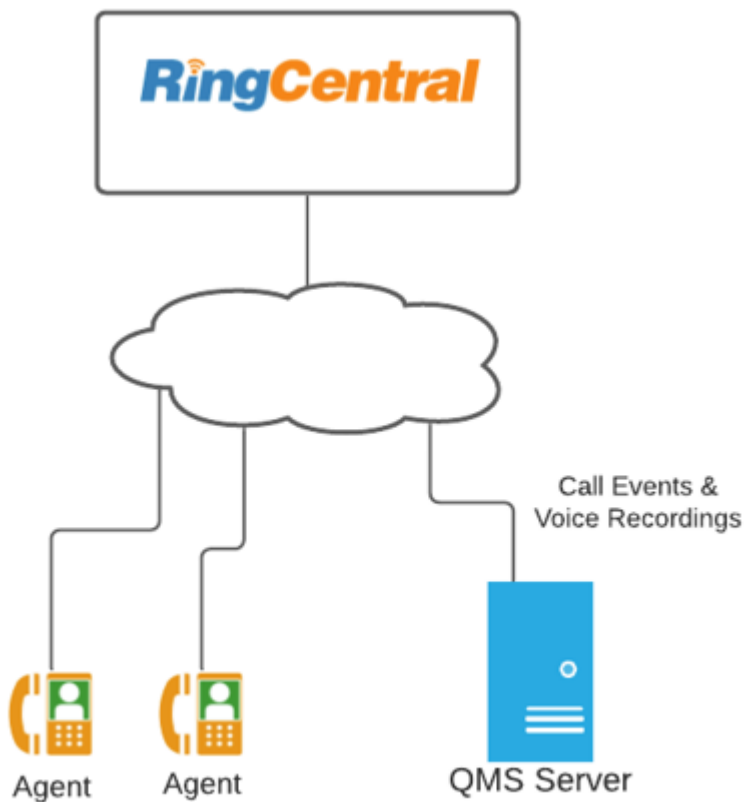 RingCentral
Call Events &
Voice Recordings
Agent
Agent
QMS Server